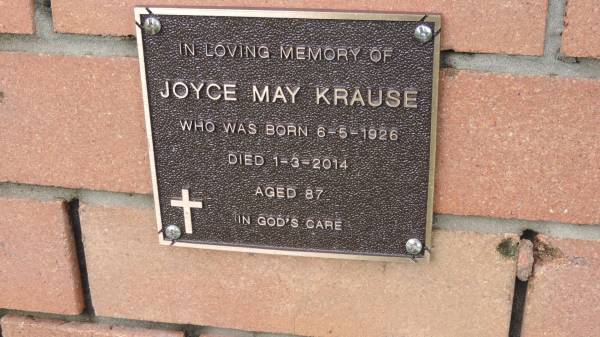 IN LOVING MEMORY OF
JOYCE MAY KRAUSE
WHO WAS BORN 6-5-1926
DIED 1-3-2014
AGED 87
IN GOD'S CARE